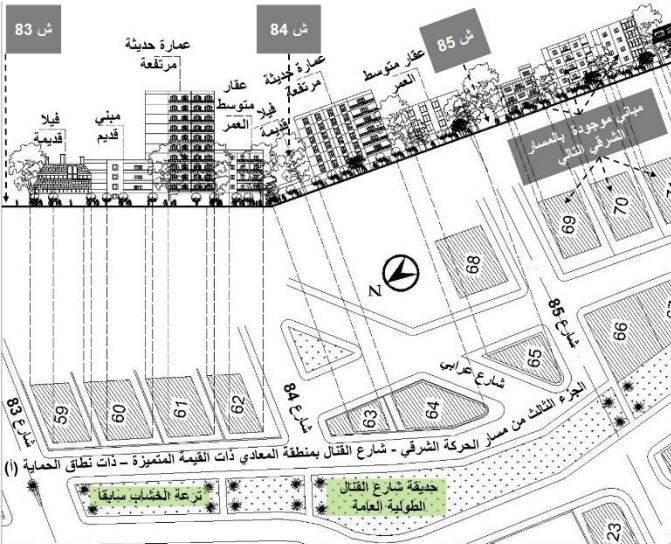 ش 83
ش 84
ش 85
عمارة حديثة
مرتفعة
فيلا
قديمة
مبني
قديم
عقار
متوسط
العمر
فيلا
قديمة
عمارة حديثة
مرتفعة
عقار متوسط
العمر
مباني موجودة بالمسار
الشرقي التالي
69
70
68
N
شارع 85
66
65
شارع عرابي
64
63
شارع 84
62
61
60
59
شارع 83
الجزء الثالث من مسار الحركة الشرقي - شارع القنال بمنطقة المعادي ذات القيمة المتميزة – ذات نطاق الحماية (أ)
حديقة شارع القنال
الطولية العامة
ترعة الخشاب سابقا
23